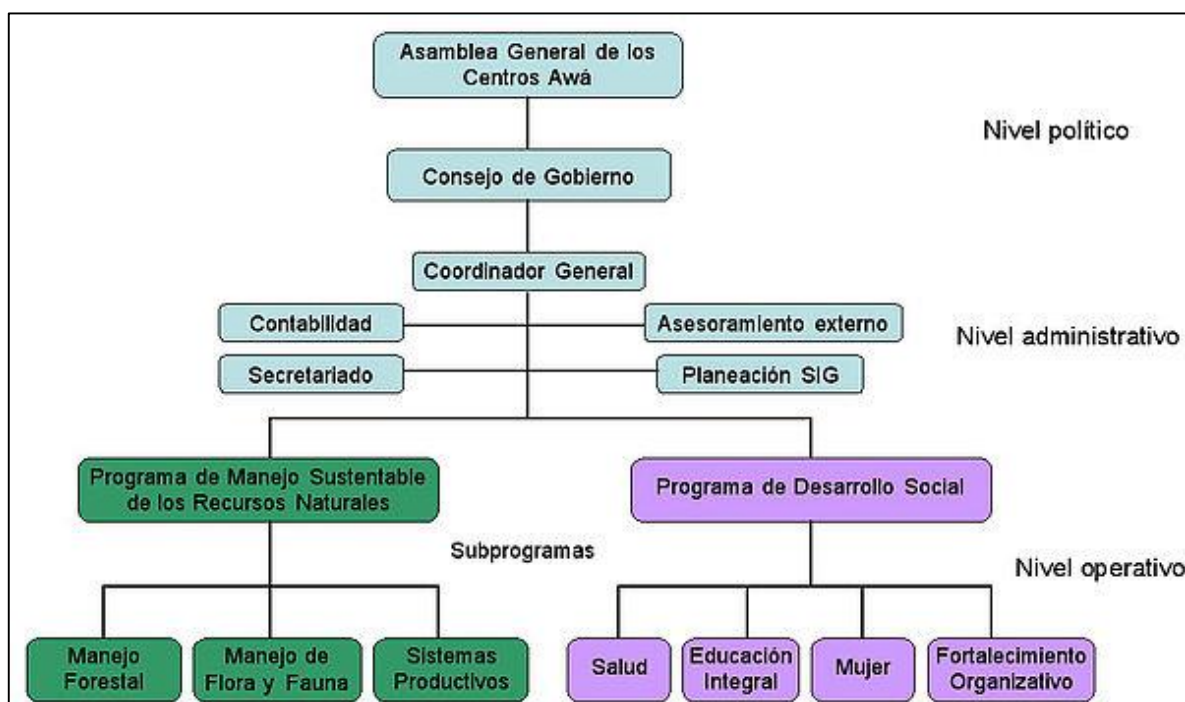 Asamblea General de los
Centros Awá
Nivel político
Consejo de Gobierno
Coordinador General
Contabilidad
Asesoramiento externo
Nivel administrativo
Secretariado
Planeación SIG
Programa de Manejo Sustentable
de los Recursos Naturales
Programa de Desarrollo Social
Subprogramas
Nivel operativo
Manejo
Forestal
Manejo de
Flora y Fauna
Sistemas
Productivos
Salud
Educación
Integral
Mujer
Fortalecimiento
Organizativo